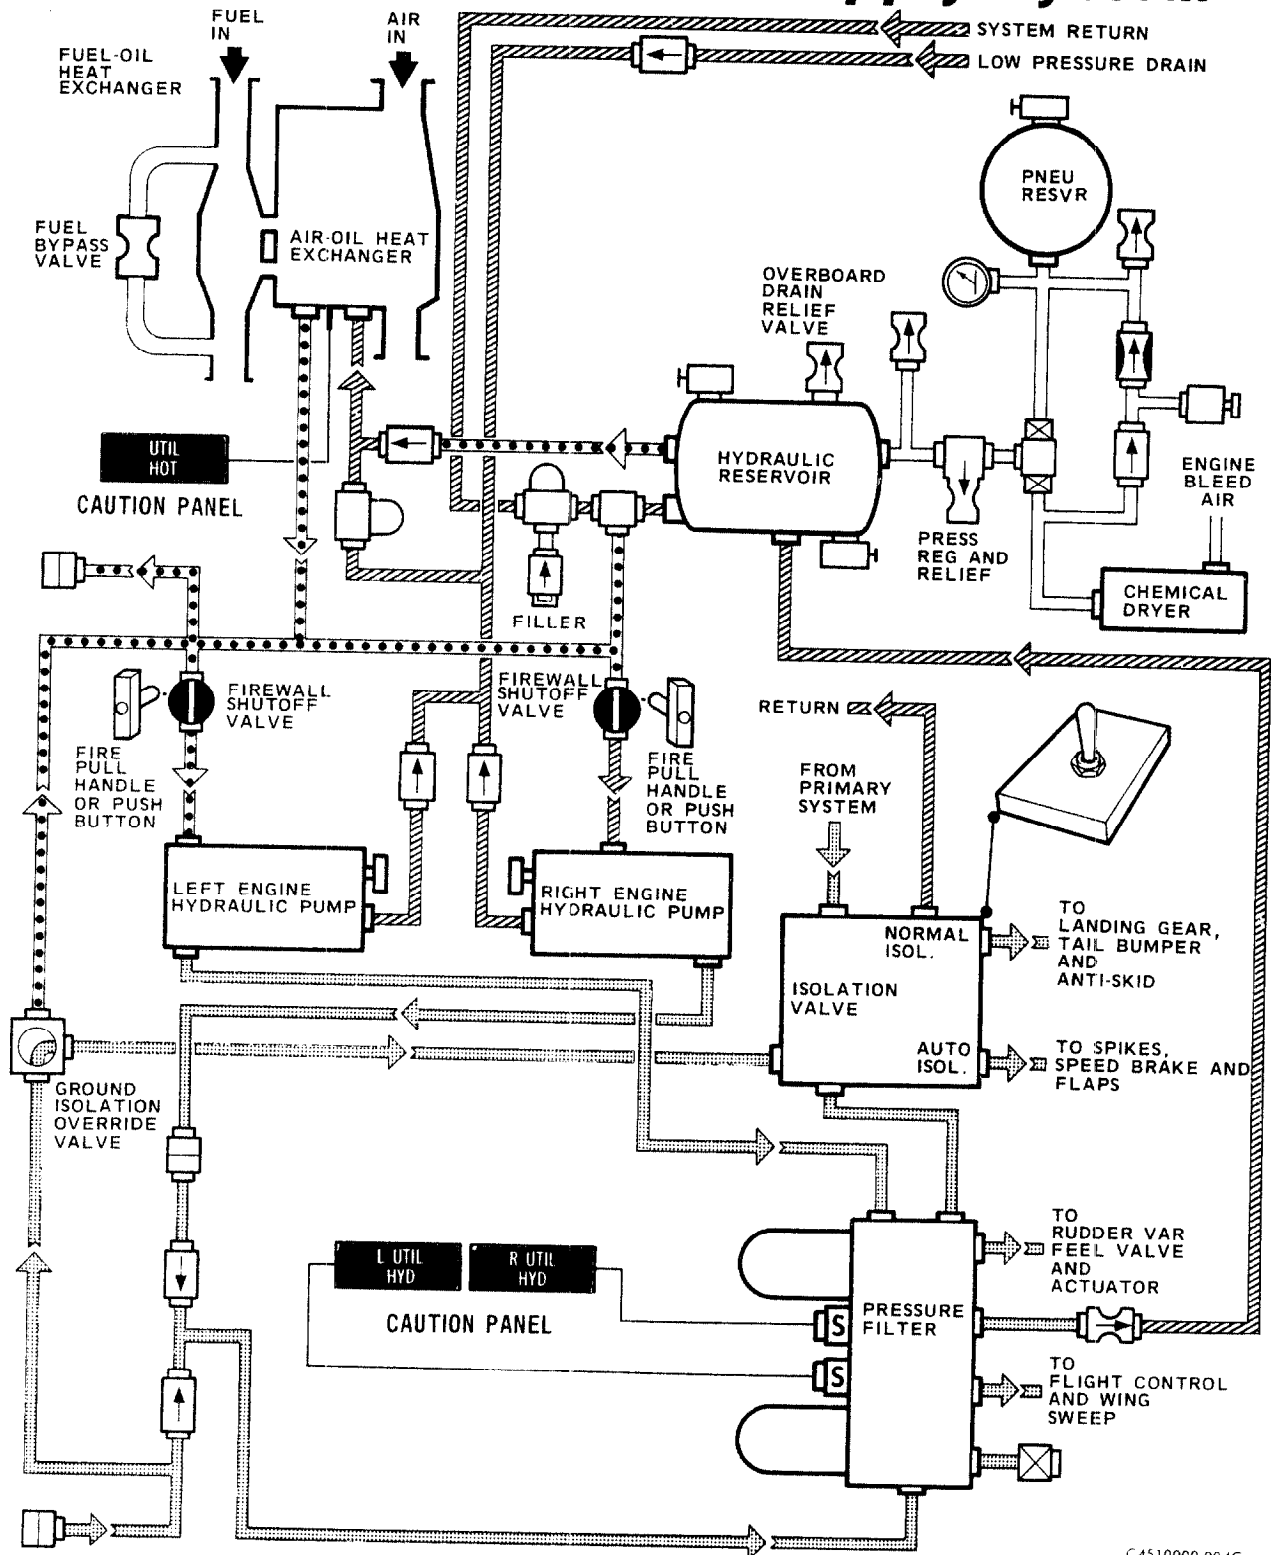 FUEL
IN
AIR
IN
SYSTEM RETURN
LOW PRESSURE DRAIN
FUEL-OIL
HEAT
EXCHANGER
PNEU
RESVR
FUEL
BYPASS
VALVE
AIR-OIL HEAT
EXCHANGER
OVERBOARD
DRAIN
RELIEF
VALVE
UTIL
HOT
CAUTION PANEL
HYDRAULIC
RESERVOIR
ENGINE
BLEED
AIR
PRESS
REG AND
RELIEF
CHEMICAL
DRYER
FILLER
FIREWALL
SHUTOFF
VALVE
FIREWALL
SHUTOFF
VALVE
RETURN
FIRE
PULL
HANDLE
OR PUSH
BUTTON
FIRE
PULL
HANDLE
OR PUSH
BUTTON
FROM
PRIMARY
SYSTEM
LEFT ENGINE
HYDRAULIC PUMP
RIGHT ENGINE
HYDRAULIC PUMP
NORMAL
ISOL.
TO
LANDING GEAR,
TAIL BUMPER
AND
ANTI-SKID
ISOLATION
VALVE
AUTO
ISOL.
TO SPIKES,
SPEED BRAKE AND
FLAPS
GROUND
ISOLATION
OVERRIDE
VALVE
TO
RUDDER VAR
FEEL VALVE
AND
ACTUATOR
L UTIL
HYD
R UTIL
HYD
CAUTION PANEL
S
S
PRESSURE
FILTER
TO
FLIGHT CONTROL
AND WING
SWEEP